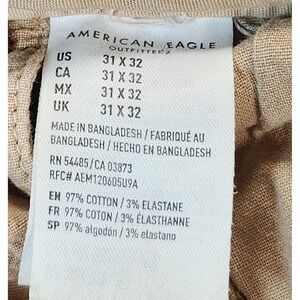 AMERICAN EAGLE
OUTFITTERS
US 31 X 32
CA 31 X 32
MX 31 X 32
UK 31 X 32
MADE IN BANGLADESH / FABRIQUÉ AU
BANGLADESH / HECHO EN BANGLADESH
RN 54485/CA 03873
RFC# AEM120605U9A
EN 97% COTTON / 3% ELASTANE
FR 97% COTON / 3% ÉLASTHANNE
SP 97% algodón / 3% elastano